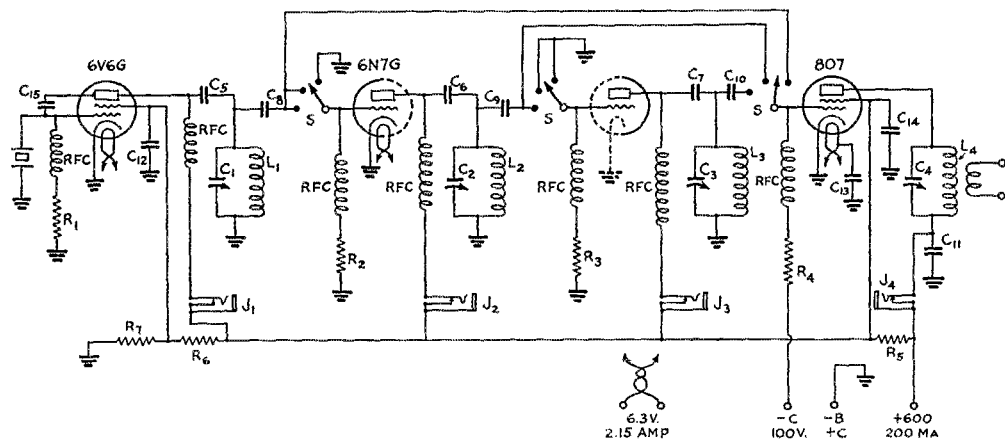 6V6G
6N7G
807
C15
C5
C8
C6
C9
C7
C10
S
S
S
C14
RFC
RFC
RFC
RFC
RFC
RFC
RFC
C12
C1
L1
C2
L2
C3
L3
C13
C4
L4
C11
R1
R2
R3
R4
J1
J2
J3
J4
R7
R6
R5
6.3V.
2.15 AMP
-C
100V.
-B
+C
+600
200 MA